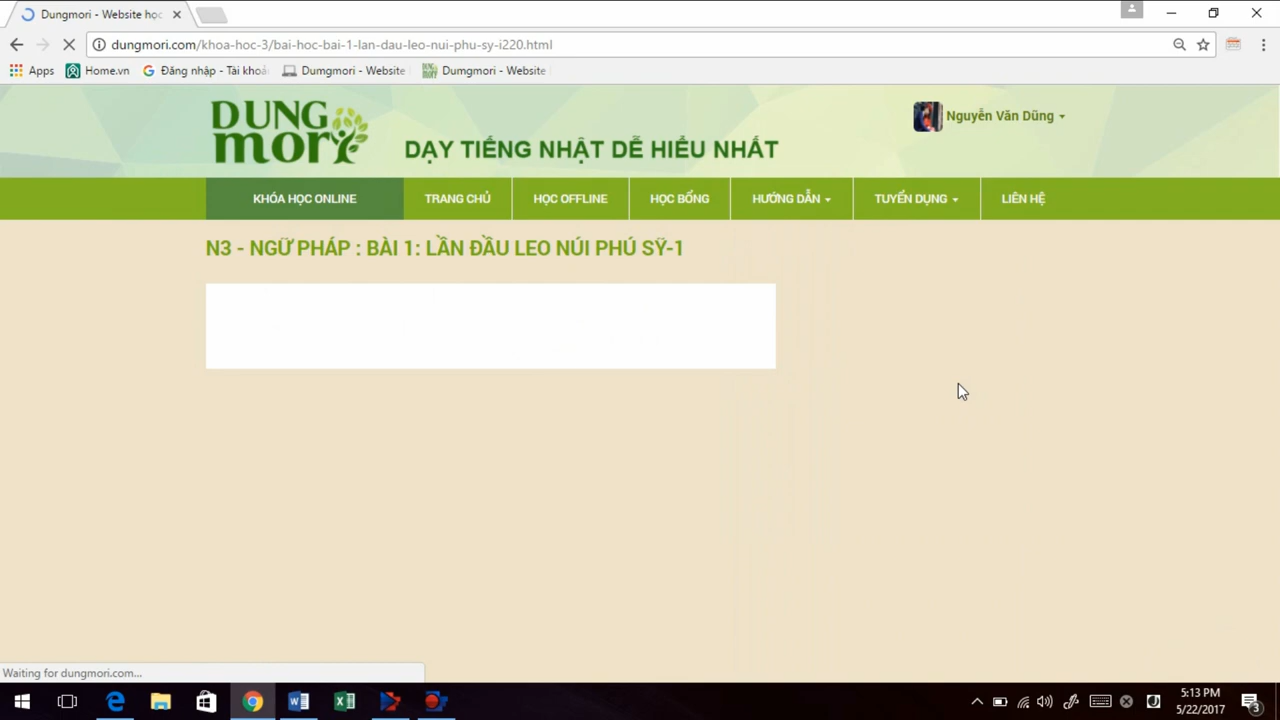 Dungmori - Website học
dungmori.com/khoa-hoc-3/bai-hoc-bai-1-lan-dau-leo-nui-phu-sy-i220.html
Apps Home.vn Đăng nhập - Tài khoả Dumgmori - Website Dumgmori - Website
DUNG
mori
DẠY TIẾNG NHẬT DỄ HIỂU NHẤT
Nguyễn Văn Dũng
KHÓA HỌC ONLINE TRANG CHỦ HỌC OFFLINE HỌC BỔNG HƯỚNG DẪN TUYỂN DỤNG LIÊN HỆ
N3 - NGỮ PHÁP : BÀI 1: LẦN ĐẦU LEO NÚI PHÚ SỸ-1
Waiting for dungmori.com...
5:13 PM
5/22/2017
3